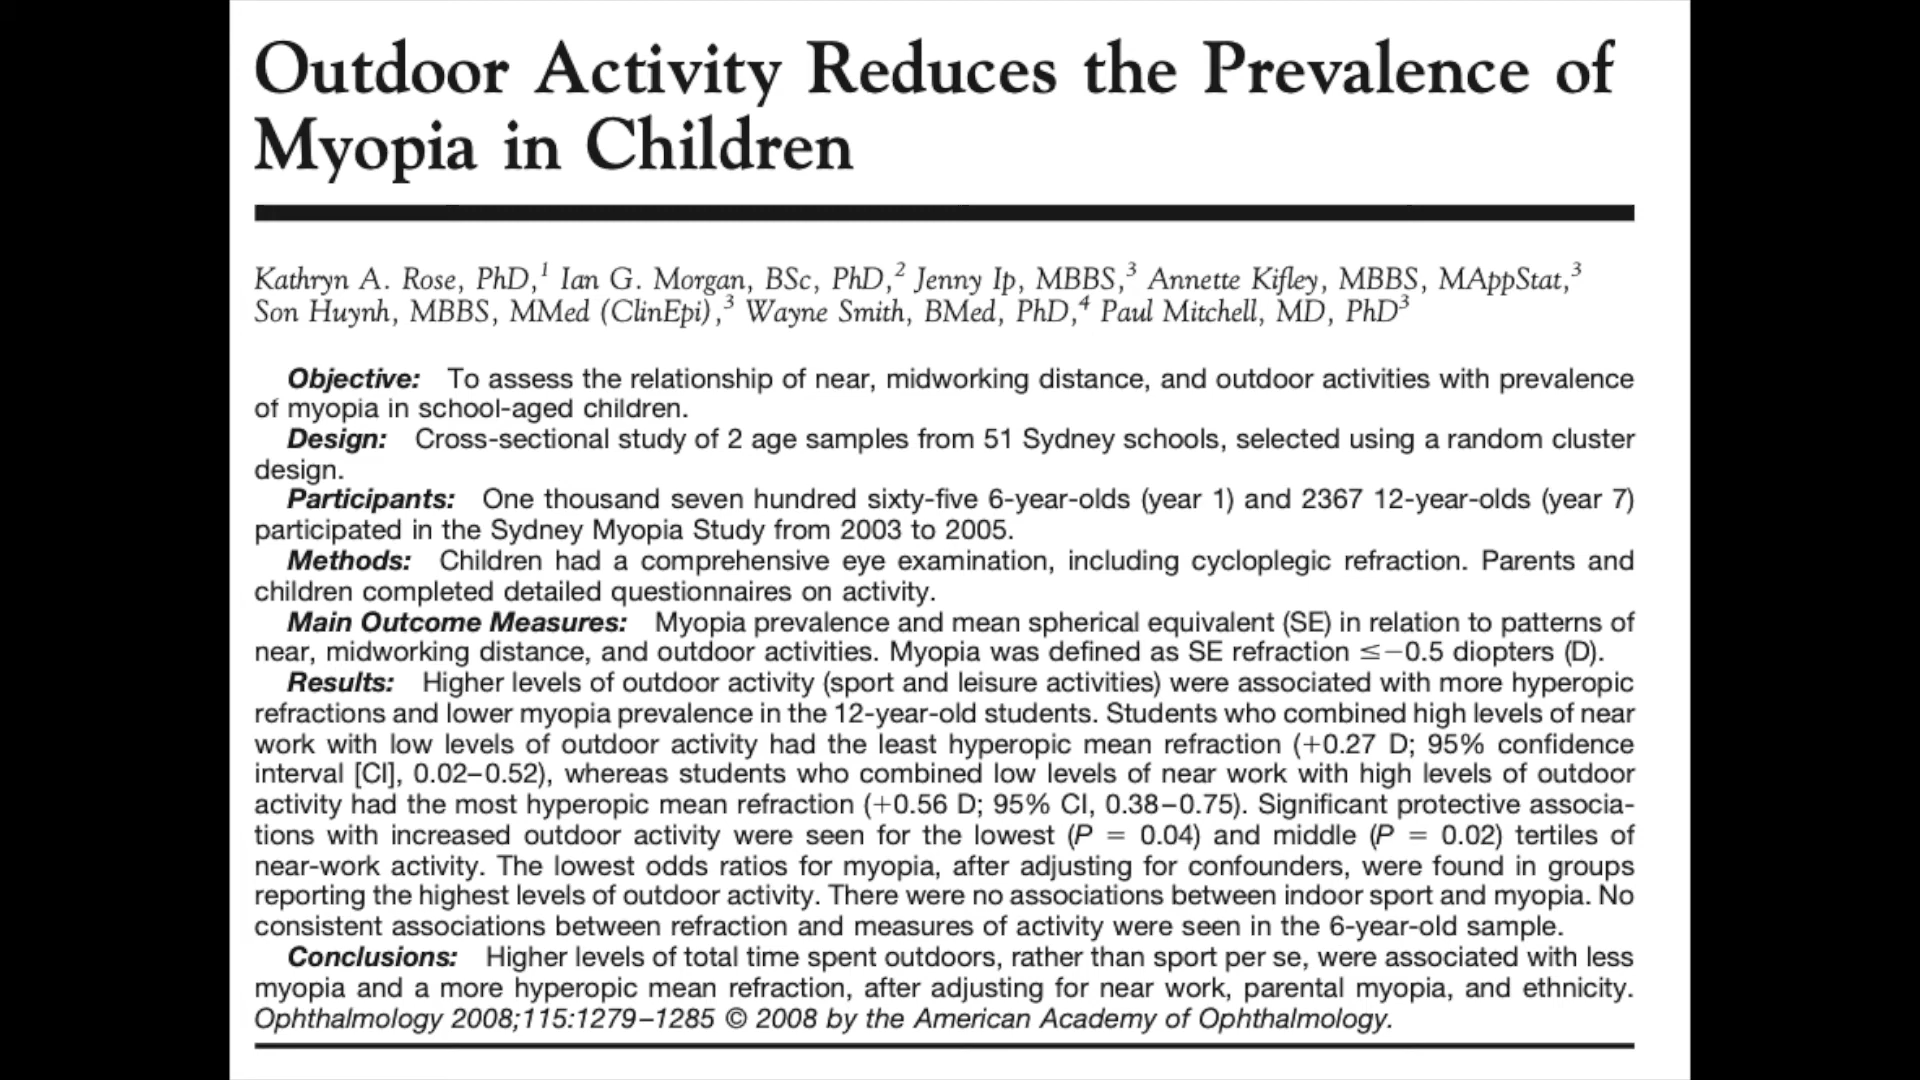 Outdoor Activity Reduces the Prevalence of
Myopia in Children
Kathryn A. Rose, PhD,1 Ian G. Morgan, BSc, PhD,2 Jenny Ip, MBBS,3 Annette Kifley, MBBS, MAppStat,3
Son Huynh, MBBS, MMed (ClinEpi),3 Wayne Smith, BMed, PhD,4 Paul Mitchell, MD, PhD3
Objective: To assess the relationship of near, midworking distance, and outdoor activities with prevalence
of myopia in school-aged children.
Design: Cross-sectional study of 2 age samples from 51 Sydney schools, selected using a random cluster
design.
Participants: One thousand seven hundred sixty-five 6-year-olds (year 1) and 2367 12-year-olds (year 7)
participated in the Sydney Myopia Study from 2003 to 2005.
Methods: Children had a comprehensive eye examination, including cycloplegic refraction. Parents and
children completed detailed questionnaires on activity.
Main Outcome Measures: Myopia prevalence and mean spherical equivalent (SE) in relation to patterns of
near, midworking distance, and outdoor activities. Myopia was defined as SE refraction ≤−0.5 diopters (D).
Results: Higher levels of outdoor activity (sport and leisure activities) were associated with more hyperopic
refractions and lower myopia prevalence in the 12-year-old students. Students who combined high levels of near
work with low levels of outdoor activity had the least hyperopic mean refraction (+0.27 D; 95% confidence
interval [CI], 0.02–0.52), whereas students who combined low levels of near work with high levels of outdoor
activity had the most hyperopic mean refraction (+0.56 D; 95% CI, 0.38–0.75). Significant protective associa-
tions with increased outdoor activity were seen for the lowest (P = 0.04) and middle (P = 0.02) tertiles of
near-work activity. The lowest odds ratios for myopia, after adjusting for confounders, were found in groups
reporting the highest levels of outdoor activity. There were no associations between indoor sport and myopia. No
consistent associations between refraction and measures of activity were seen in the 6-year-old sample.
Conclusions: Higher levels of total time spent outdoors, rather than sport per se, were associated with less
myopia and a more hyperopic mean refraction, after adjusting for near work, parental myopia, and ethnicity.
Ophthalmology 2008;115:1279–1285 © 2008 by the American Academy of Ophthalmology.